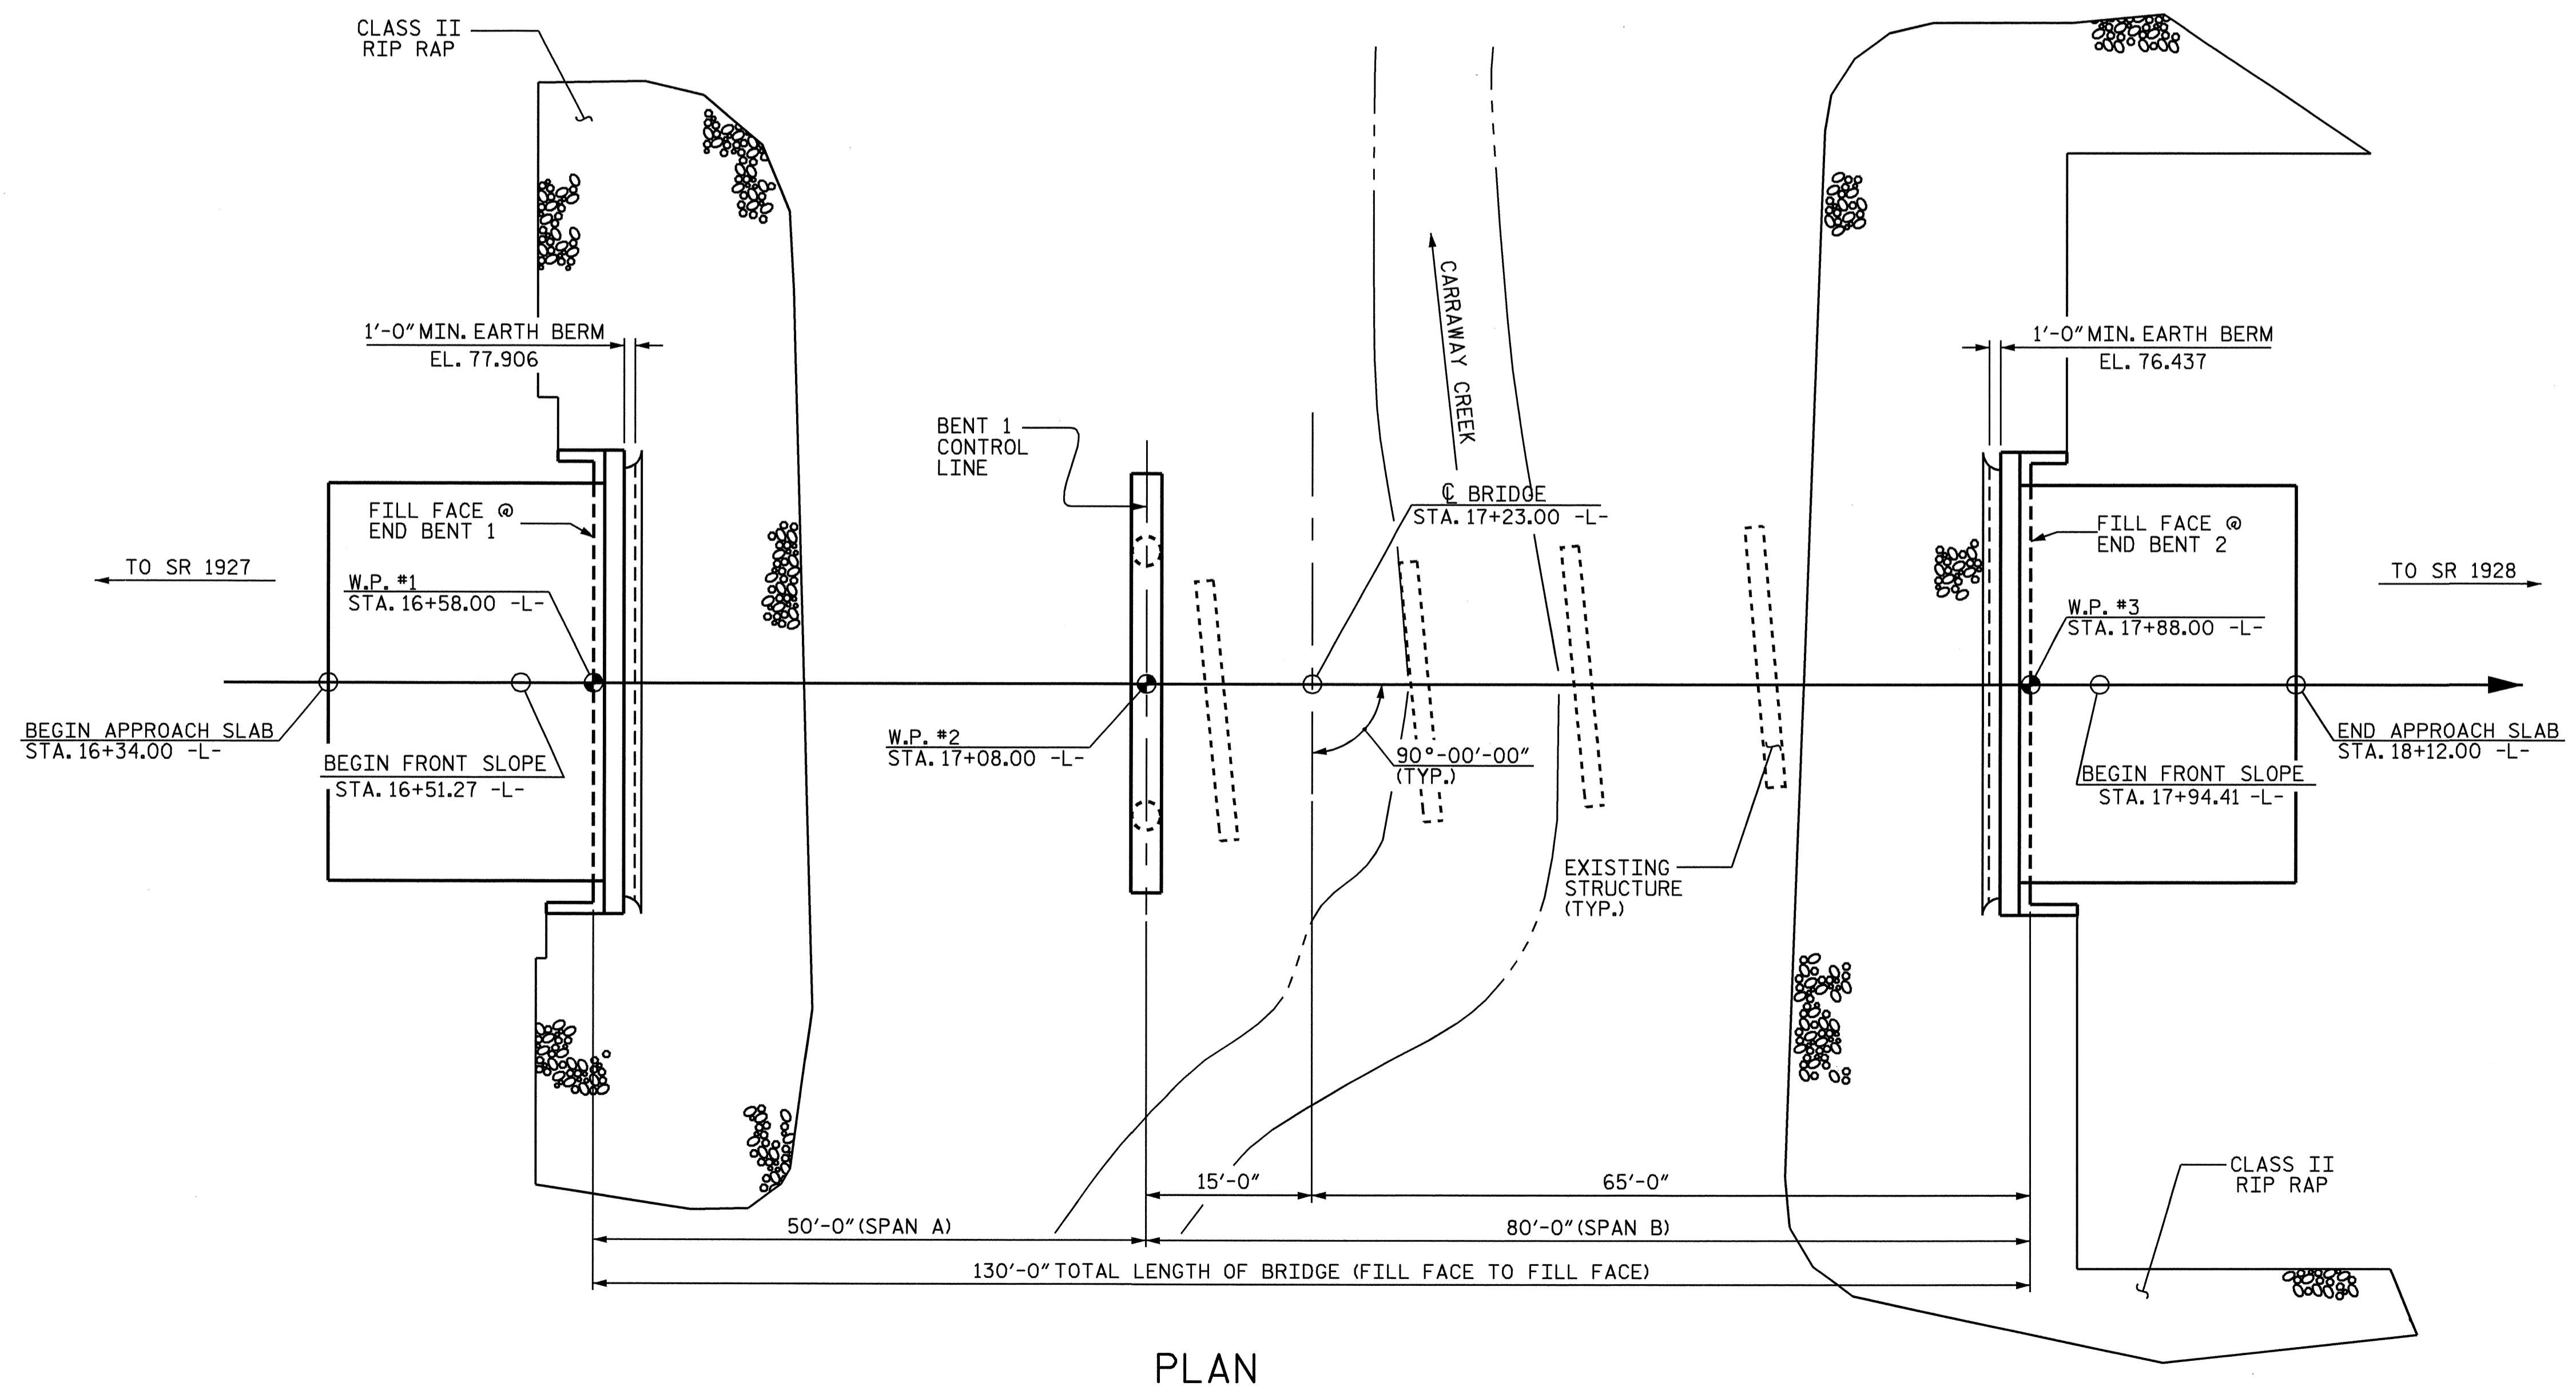 CLASS II
RIP RAP
1'-0" MIN. EARTH BERM
EL. 77.906
1'-0" MIN. EARTH BERM
EL. 76.437
CARRAWAY CREEK
BENT 1
CONTROL
LINE
℄ BRIDGE
STA. 17+23.00 -L-
FILL FACE @
END BENT 1
FILL FACE @
END BENT 2
TO SR 1927
TO SR 1928
W.P. #1
STA. 16+58.00 -L-
W.P. #3
STA. 17+88.00 -L-
BEGIN APPROACH SLAB
STA. 16+34.00 -L-
BEGIN FRONT SLOPE
STA. 16+51.27 -L-
W.P. #2
STA. 17+08.00 -L-
90°-00'-00"
(TYP.)
END APPROACH SLAB
STA. 18+12.00 -L-
BEGIN FRONT SLOPE
STA. 17+94.41 -L-
EXISTING
STRUCTURE
(TYP.)
CLASS II
RIP RAP
15'-0"
65'-0"
50'-0" (SPAN A)
80'-0" (SPAN B)
130'-0" TOTAL LENGTH OF BRIDGE (FILL FACE TO FILL FACE)
PLAN